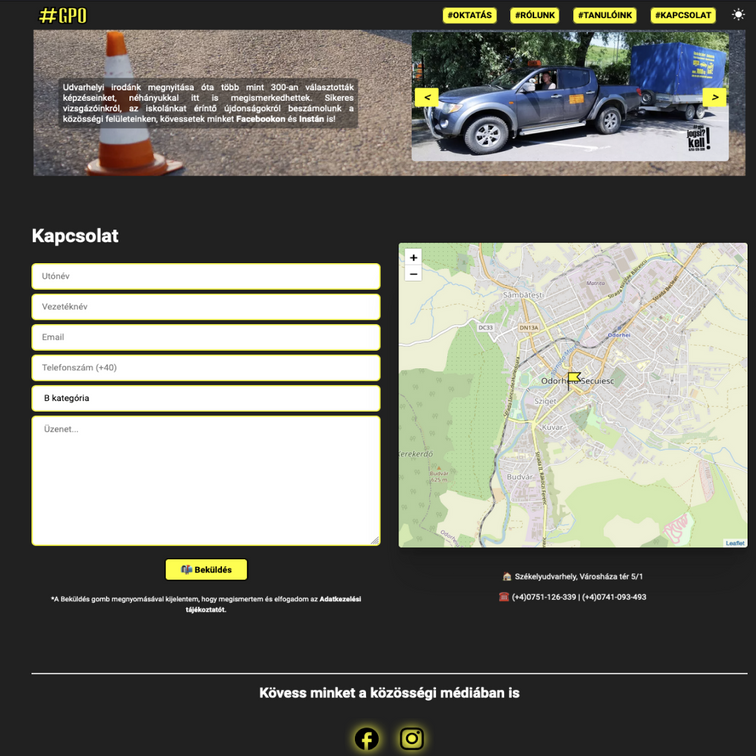 #GPO
#OKTATÁS #RÓLUNK #TANULÓINK #KAPCSOLAT
Udvarhelyi irodánk megnyitása óta több mint 300-an választották
képzéseinket, néhányukkal itt is megismerkedhettek. Sikeres
vizsgázóinkról, az iskolánkat érintő újdonságokról beszámolunk a
közösségi felületeinken, kövessetek minket Facebookon és Instán is!
<
>
jogsi?
kell!
Kapcsolat
Utónév
Vezetéknév
Email
Telefonszám (+40)
B kategória
Üzenet...
📬 Beküldés
*A Beküldés gomb megnyomásával kijelentem, hogy megismertem és elfogadom az Adatkezelési
tájékoztatót.
+
−
Sâmbătești
DC33
DN13A
Odorhei
Odorheiu Secuiesc
Sziget
Kuvar
Budvár
Budvár
Leaflet
🏠 Székelyudvarhely, Városháza tér 5/1
☎️ (+4)0751-126-339 | (+4)0741-093-493
Kövess minket a közösségi médiában is